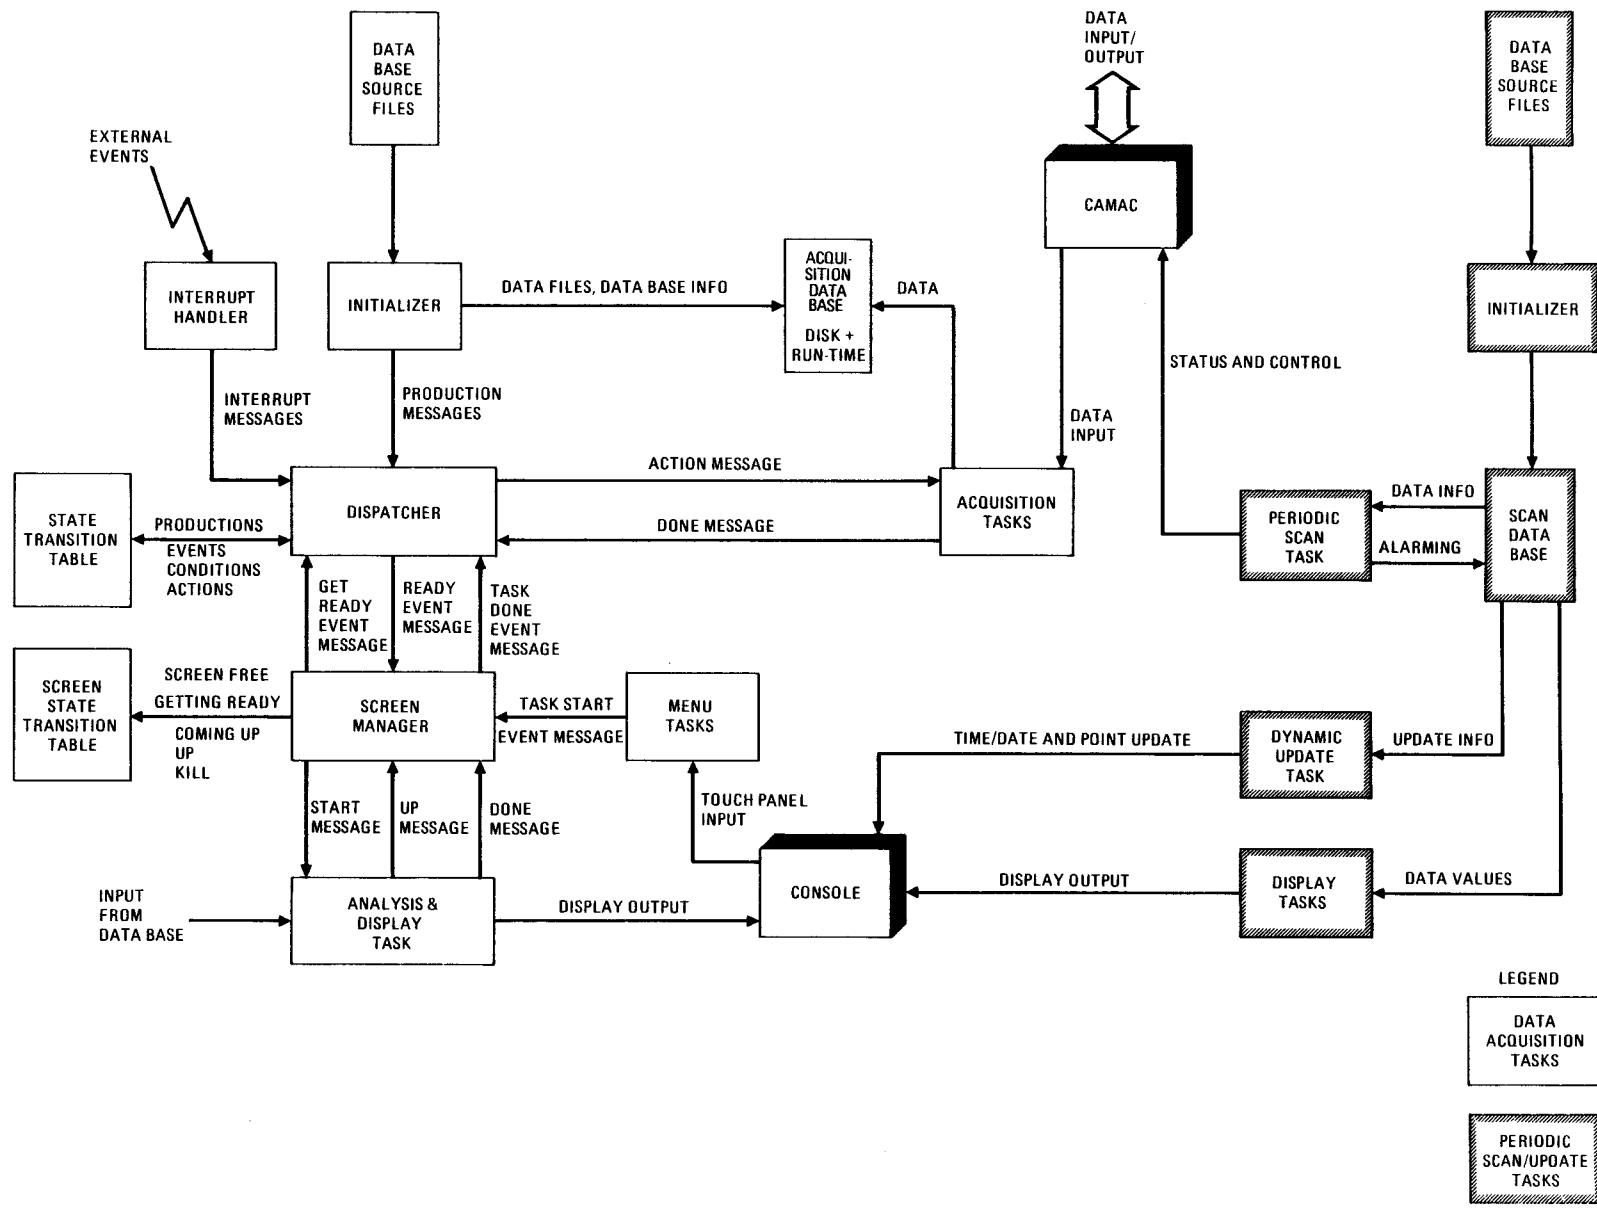 DATA
BASE
SOURCE
FILES
DATA
INPUT/
OUTPUT
DATA
BASE
SOURCE
FILES
EXTERNAL
EVENTS
CAMAC
INTERRUPT
HANDLER
INITIALIZER
DATA FILES, DATA BASE INFO
ACQUI-
SITION
DATA
BASE
DISK +
RUN-TIME
DATA
INITIALIZER
STATUS AND CONTROL
INTERRUPT
MESSAGES
PRODUCTION
MESSAGES
DATA
INPUT
STATE
TRANSITION
TABLE
PRODUCTIONS
EVENTS
CONDITIONS
ACTIONS
DISPATCHER
ACTION MESSAGE
DONE MESSAGE
ACQUISITION
TASKS
PERIODIC
SCAN
TASK
DATA INFO
ALARMING
SCAN
DATA
BASE
GET
READY
EVENT
MESSAGE
READY
EVENT
MESSAGE
TASK
DONE
EVENT
MESSAGE
SCREEN
STATE
TRANSITION
TABLE
SCREEN FREE
GETTING READY
COMING UP
UP
KILL
SCREEN
MANAGER
TASK START
EVENT MESSAGE
MENU
TASKS
TIME/DATE AND POINT UPDATE
DYNAMIC
UPDATE
TASK
UPDATE INFO
START
MESSAGE
UP
MESSAGE
DONE
MESSAGE
TOUCH PANEL
INPUT
INPUT
FROM
DATA BASE
ANALYSIS &
DISPLAY
TASK
DISPLAY OUTPUT
CONSOLE
DISPLAY OUTPUT
DISPLAY
TASKS
DATA VALUES
LEGEND
DATA
ACQUISITION
TASKS
PERIODIC
SCAN/UPDATE
TASKS